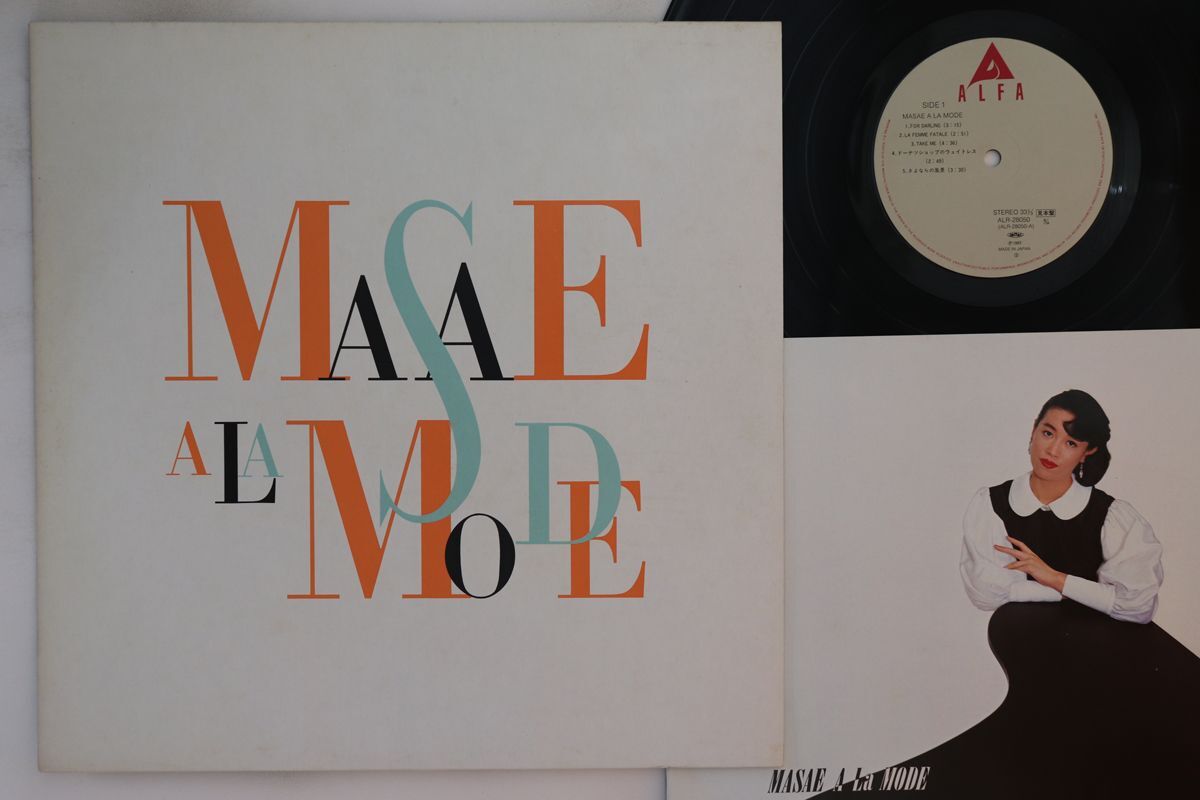 MASAE
A LA
MODE
ALFA
SIDE 1
MASAE A LA MODE
1. FOR DARLING (3:15)
2. LA FEMME FATALE (2:51)
3. TAKE ME (4:36)
4. ドーナツショップのウェイトレス
(2:40)
5. さよならの風景 (3:30)
STEREO 33⅓ 見本盤
ALR-28050
(ALR-28050-A)
MADE IN JAPAN
MASAE A La MODE